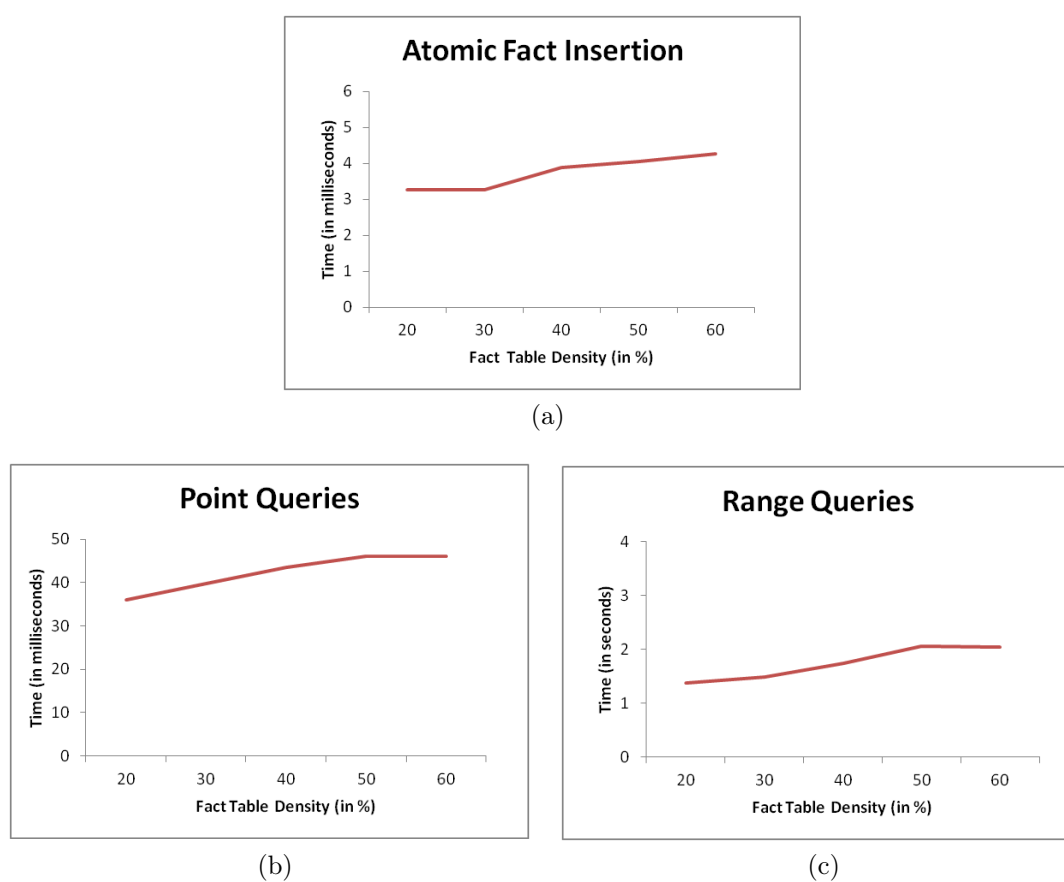 Atomic Fact Insertion
6
5
4
3
2
1
0
Time (in milliseconds)
20 30 40 50 60
Fact Table Density (in %)
(a)
Point Queries
50
40
30
20
10
0
Time (in milliseconds)
20 30 40 50 60
Fact Table Density (in %)
(b)
Range Queries
4
3
2
1
0
Time (in seconds)
20 30 40 50 60
Fact Table Density (in %)
(c)